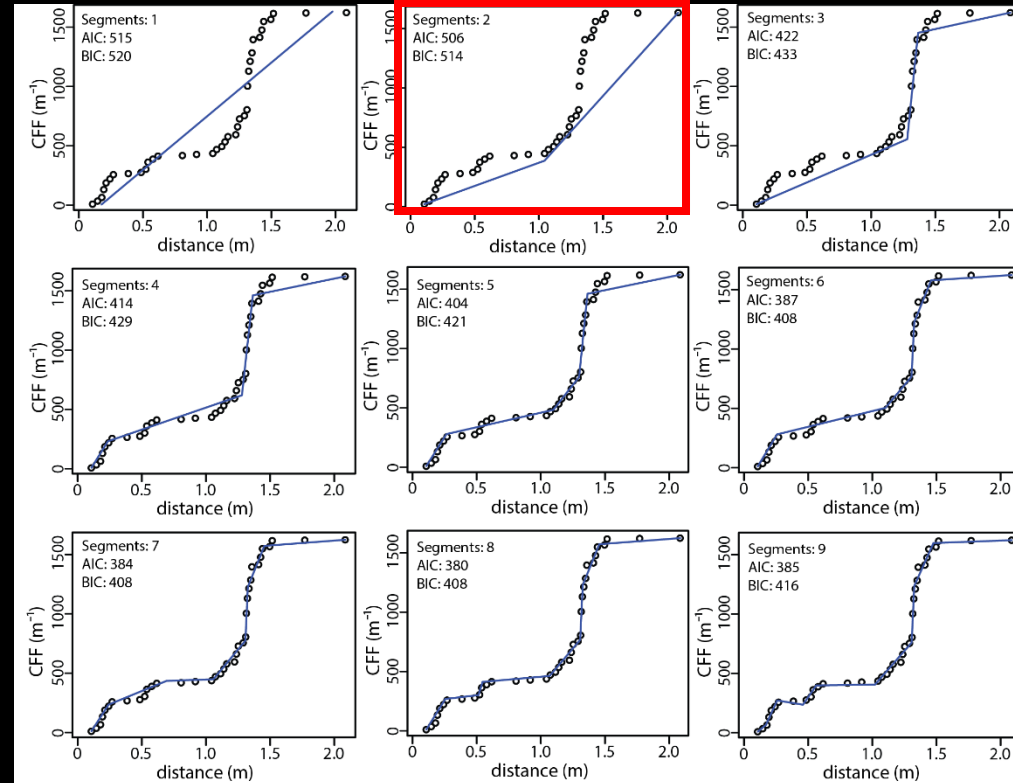 Segments: 1
AIC: 515
BIC: 520
CFF (m⁻¹)
0
500
1000
1500
0.5
1.0
1.5
2.0
distance (m)
Segments: 2
AIC: 506
BIC: 514
CFF (m⁻¹)
0
500
1000
1500
0.5
1.0
1.5
2.0
distance (m)
Segments: 3
AIC: 422
BIC: 433
CFF (m⁻¹)
0
500
1000
1500
0.5
1.0
1.5
2.0
distance (m)
Segments: 4
AIC: 414
BIC: 429
CFF (m⁻¹)
0
500
1000
1500
0.5
1.0
1.5
2.0
distance (m)
Segments: 5
AIC: 404
BIC: 421
CFF (m⁻¹)
0
500
1000
1500
0.5
1.0
1.5
2.0
distance (m)
Segments: 6
AIC: 387
BIC: 408
CFF (m⁻¹)
0
500
1000
1500
0.5
1.0
1.5
2.0
distance (m)
Segments: 7
AIC: 384
BIC: 408
CFF (m⁻¹)
0
500
1000
1500
0.5
1.0
1.5
2.0
distance (m)
Segments: 8
AIC: 380
BIC: 408
CFF (m⁻¹)
0
500
1000
1500
0.5
1.0
1.5
2.0
distance (m)
Segments: 9
AIC: 385
BIC: 416
CFF (m⁻¹)
0
500
1000
1500
0.5
1.0
1.5
2.0
distance (m)